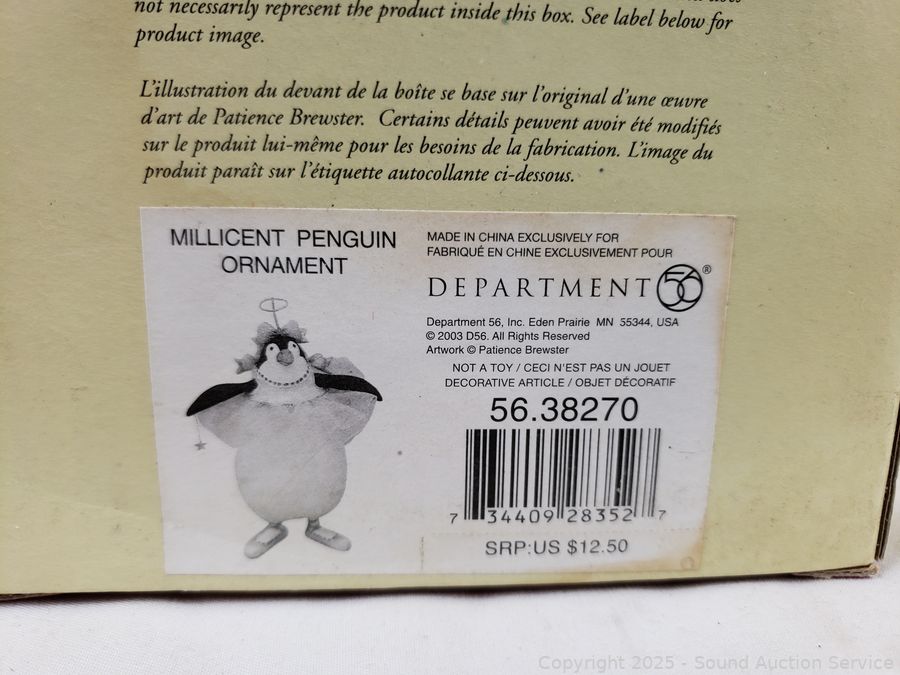 not necessarily represent the product inside this box. See label below for
product image.
L'illustration du devant de la boîte se base sur l'original d'une œuvre
d'art de Patience Brewster. Certains détails peuvent avoir été modifiés
sur le produit lui-même pour les besoins de la fabrication. L'image du
produit paraît sur l'étiquette autocollante ci-dessous.
MILLICENT PENGUIN
ORNAMENT
MADE IN CHINA EXCLUSIVELY FOR
FABRIQUÉ EN CHINE EXCLUSIVEMENT POUR
DEPARTMENT 56®
Department 56, Inc. Eden Prairie MN 55344, USA
© 2003 D56. All Rights Reserved
Artwork © Patience Brewster
NOT A TOY / CECI N'EST PAS UN JOUET
DECORATIVE ARTICLE / OBJET DÉCORATIF
56.38270
7 34409 28352 7
SRP:US $12.50
Copyright 2025 - Sound Auction Service